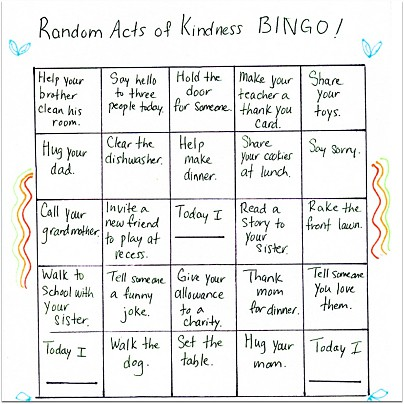 Random Acts of Kindness BINGO!
Help your
brother
clean his
room.
Say hello
to three
people today.
Hold the
door
for someone.
Make your
teacher a
thank you
card.
Share
your
toys.
Hug your
dad.
Clear the
dishwasher.
Help
make
dinner.
Share
your cookies
at lunch.
Say sorry.
Call your
grandmother.
Invite a
new friend
to play at
recess.
Today I
Read a
story to
your
sister.
Rake the
front lawn.
Walk to
school with
your
sister.
Tell someone
a funny
joke.
Give your
allowance
to a
charity.
Thank
mom
for dinner.
Tell someone
you love
them.
Today I
Walk the
dog.
Set the
table.
Hug your
mom.
Today I